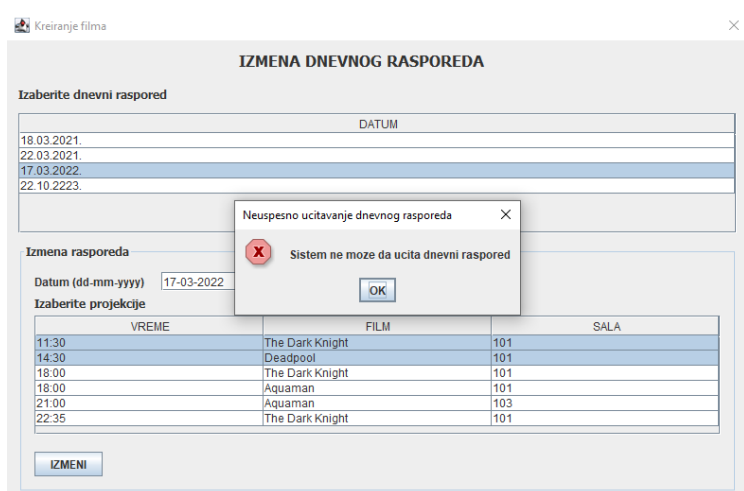 Kreiranje filma
IZMENA DNEVNOG RASPOREDA
Izaberite dnevni raspored
DATUM
18.03.2021.
22.03.2021.
17.03.2022.
22.10.2223.
Neuspesno ucitavanje dnevnog rasporeda
Sistem ne moze da ucita dnevni raspored
OK
Izmena rasporeda
Datum (dd-mm-yyyy) 17-03-2022
Izaberite projekcije
VREME FILM SALA
11:30 The Dark Knight 101
14:30 Deadpool 101
18:00 The Dark Knight 101
18:00 Aquaman 101
21:00 Aquaman 103
22:35 The Dark Knight 101
IZMENI